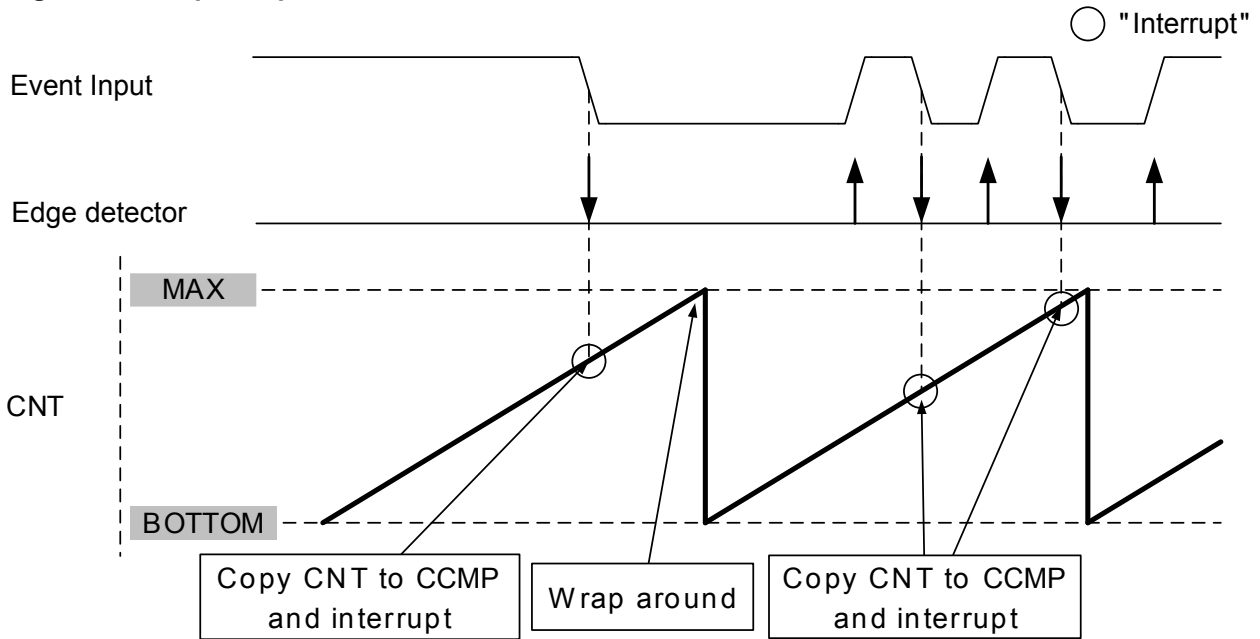 "Interrupt"
Event Input
Edge detector
MAX
CNT
BOTTOM
Copy CNT to CCMP
and interrupt
Wrap around
Copy CNT to CCMP
and interrupt